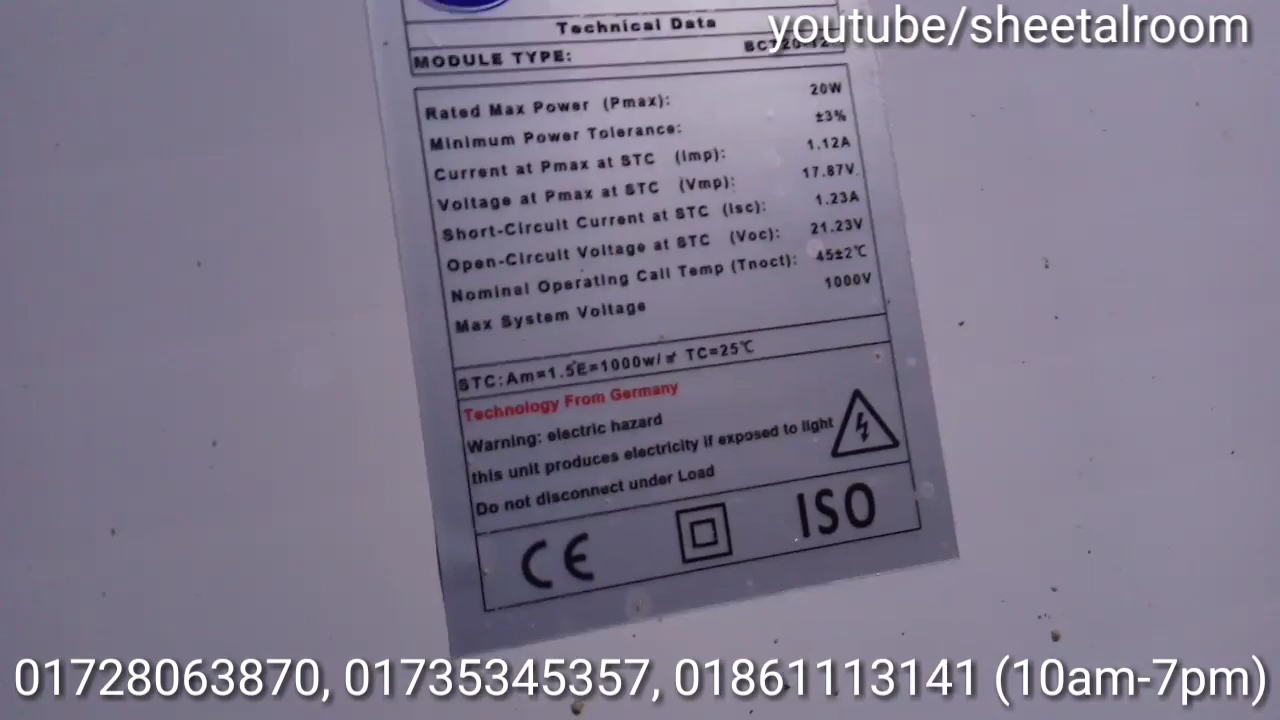 youtube/sheetalroom
Technical Data
MODULE TYPE:
Rated Max Power (Pmax): 20W
Minimum Power Tolerance: ±3%
Current at Pmax at STC (Imp): 1.12A
Voltage at Pmax at STC (Vmp): 17.87V
Short-Circuit Current at STC (Isc): 1.23A
Open-Circuit Voltage at STC (Voc): 21.23V
Nominal Operating Call Temp (Tnoct): 45±2℃
Max System Voltage 1000V
STC:Am=1.5E=1000w/㎡ TC=25℃
Technology From Germany
Warning: electric hazard
this unit produces electricity if exposed to light
Do not disconnect under Load
CE ISO
01728063870, 01735345357, 01861113141 (10am-7pm)